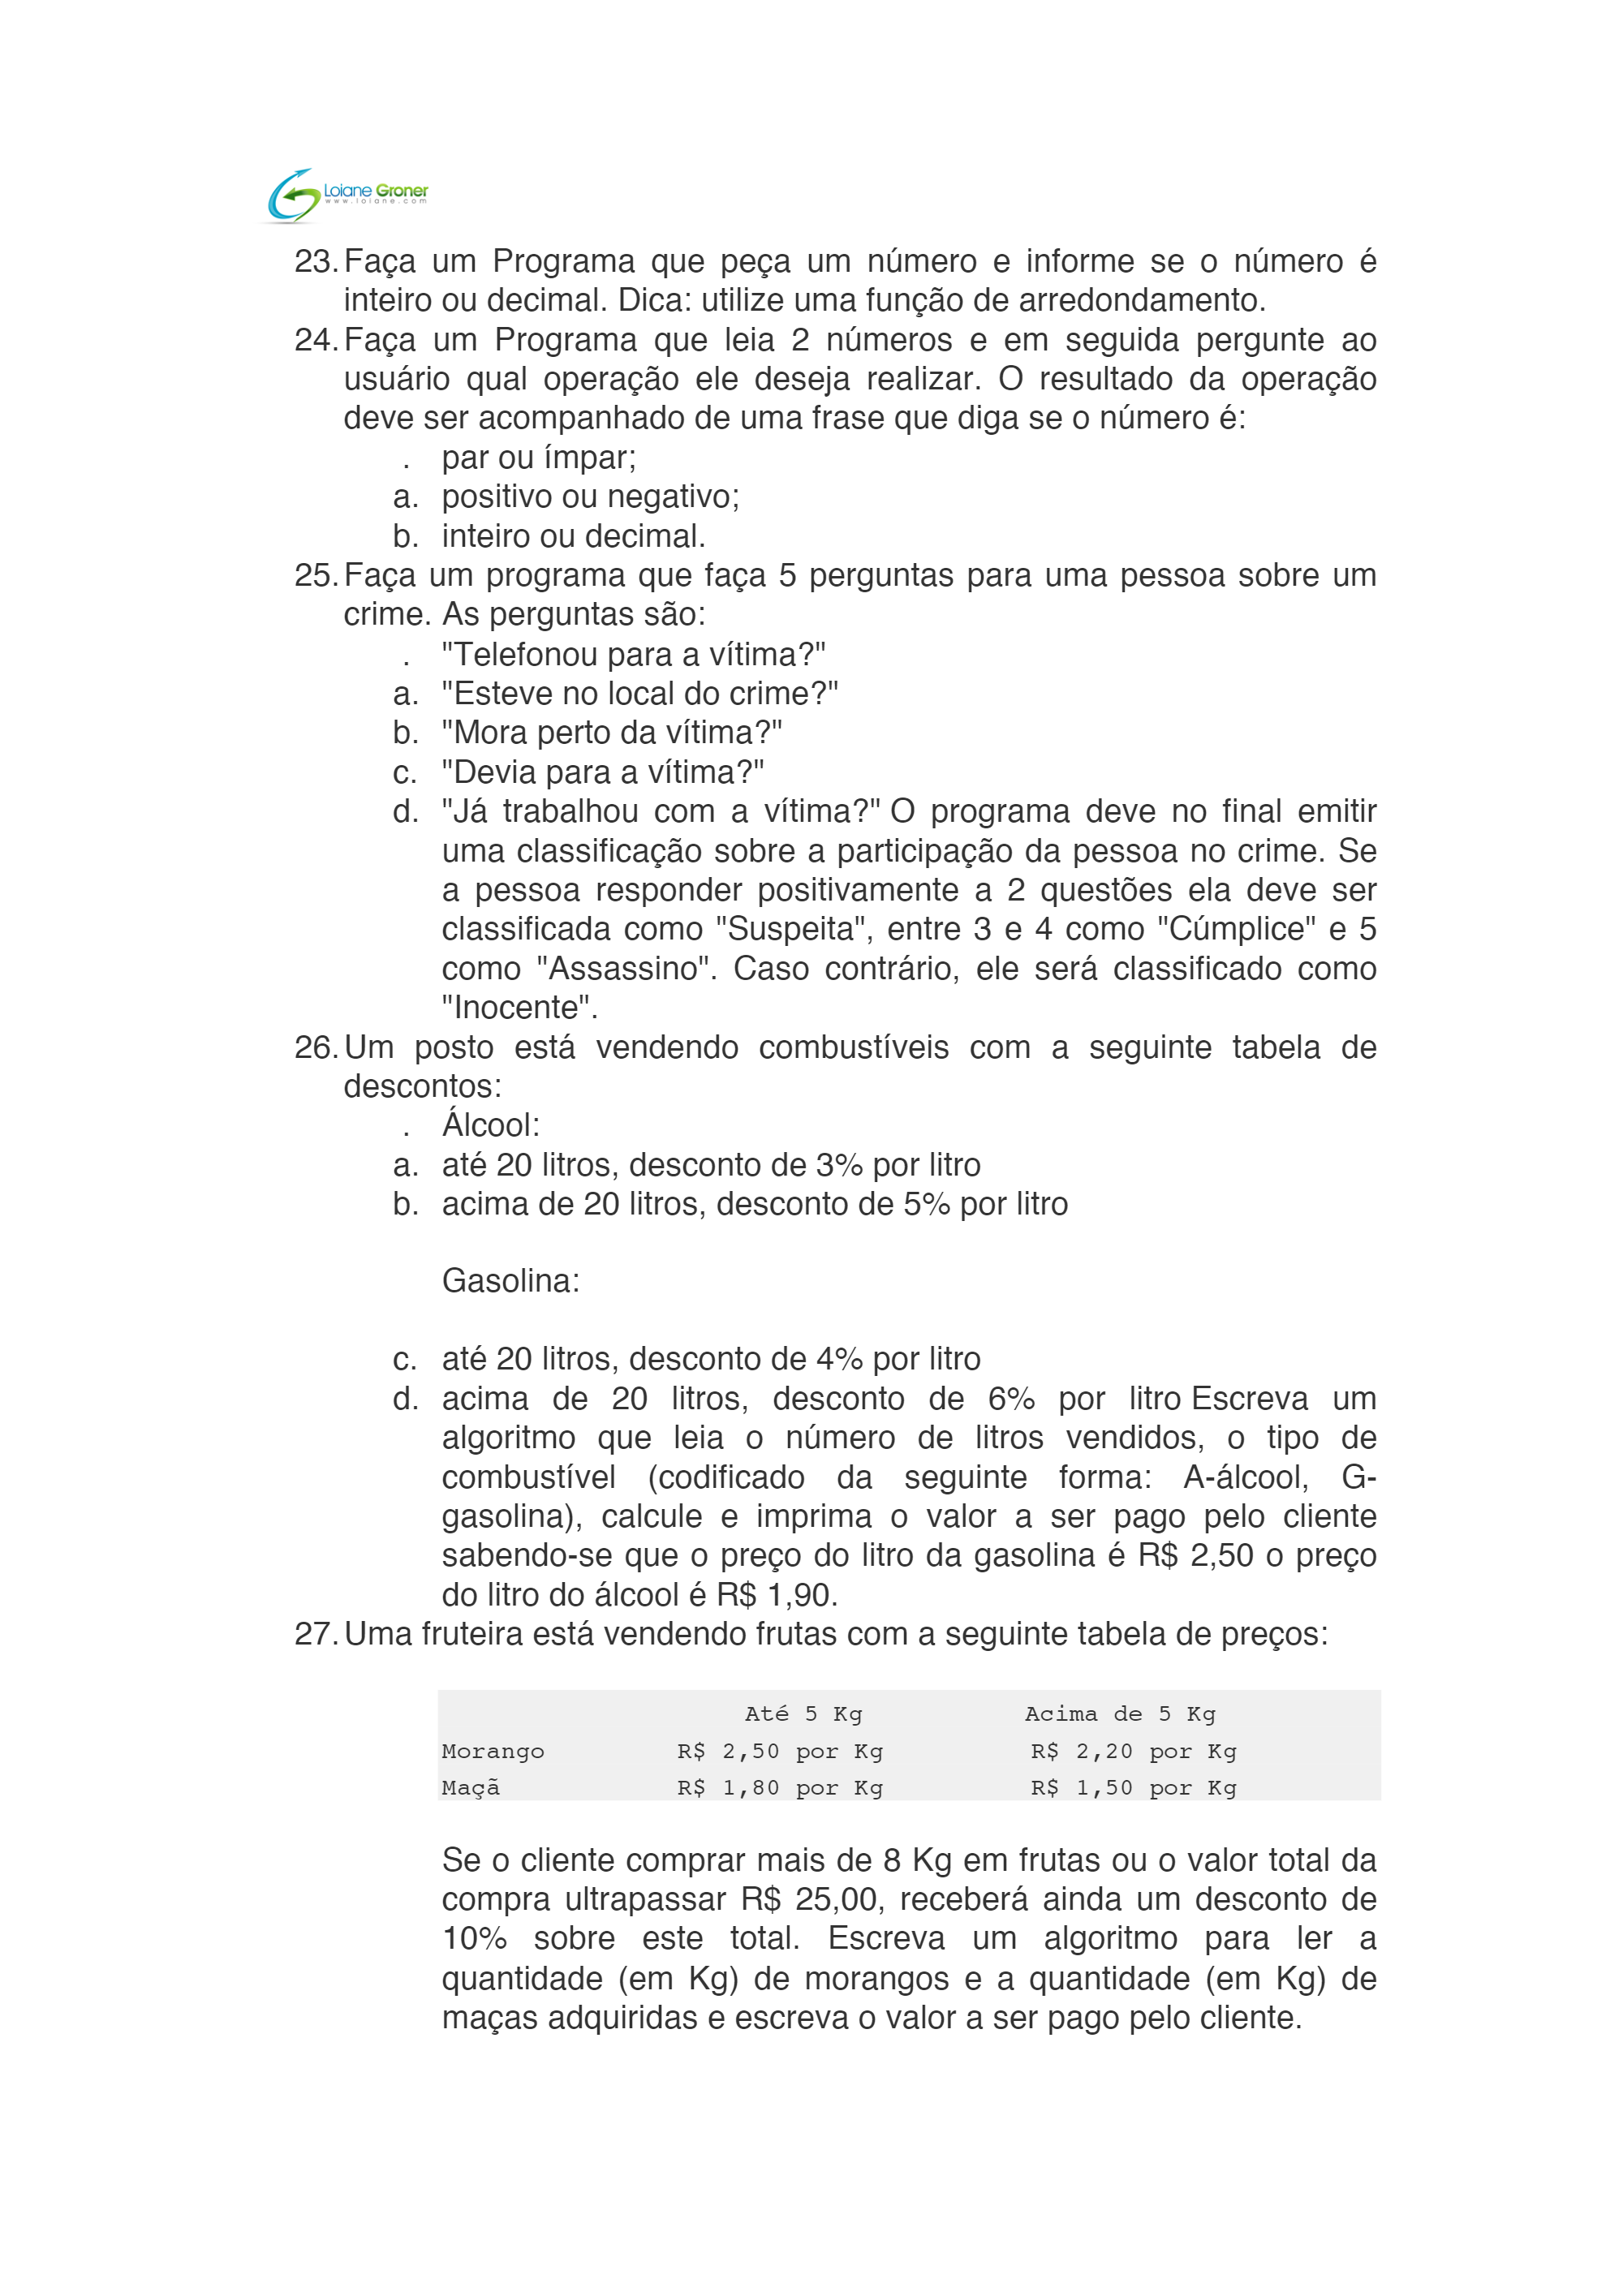 Loiane Groner
www.loiane.com
23. Faça um Programa que peça um número e informe se o número é
inteiro ou decimal. Dica: utilize uma função de arredondamento.
24. Faça um Programa que leia 2 números e em seguida pergunte ao
usuário qual operação ele deseja realizar. O resultado da operação
deve ser acompanhado de uma frase que diga se o número é:
. par ou ímpar;
a. positivo ou negativo;
b. inteiro ou decimal.
25. Faça um programa que faça 5 perguntas para uma pessoa sobre um
crime. As perguntas são:
. "Telefonou para a vítima?"
a. "Esteve no local do crime?"
b. "Mora perto da vítima?"
c. "Devia para a vítima?"
d. "Já trabalhou com a vítima?" O programa deve no final emitir
uma classificação sobre a participação da pessoa no crime. Se
a pessoa responder positivamente a 2 questões ela deve ser
classificada como "Suspeita", entre 3 e 4 como "Cúmplice" e 5
como "Assassino". Caso contrário, ele será classificado como
"Inocente".
26. Um posto está vendendo combustíveis com a seguinte tabela de
descontos:
. Álcool:
a. até 20 litros, desconto de 3% por litro
b. acima de 20 litros, desconto de 5% por litro
Gasolina:
c. até 20 litros, desconto de 4% por litro
d. acima de 20 litros, desconto de 6% por litro Escreva um
algoritmo que leia o número de litros vendidos, o tipo de
combustível (codificado da seguinte forma: A-álcool, G-
gasolina), calcule e imprima o valor a ser pago pelo cliente
sabendo-se que o preço do litro da gasolina é R$ 2,50 o preço
do litro do álcool é R$ 1,90.
27. Uma fruteira está vendendo frutas com a seguinte tabela de preços:
Até 5 Kg Acima de 5 Kg
Morango R$ 2,50 por Kg R$ 2,20 por Kg
Maçã R$ 1,80 por Kg R$ 1,50 por Kg
Se o cliente comprar mais de 8 Kg em frutas ou o valor total da
compra ultrapassar R$ 25,00, receberá ainda um desconto de
10% sobre este total. Escreva um algoritmo para ler a
quantidade (em Kg) de morangos e a quantidade (em Kg) de
maças adquiridas e escreva o valor a ser pago pelo cliente.